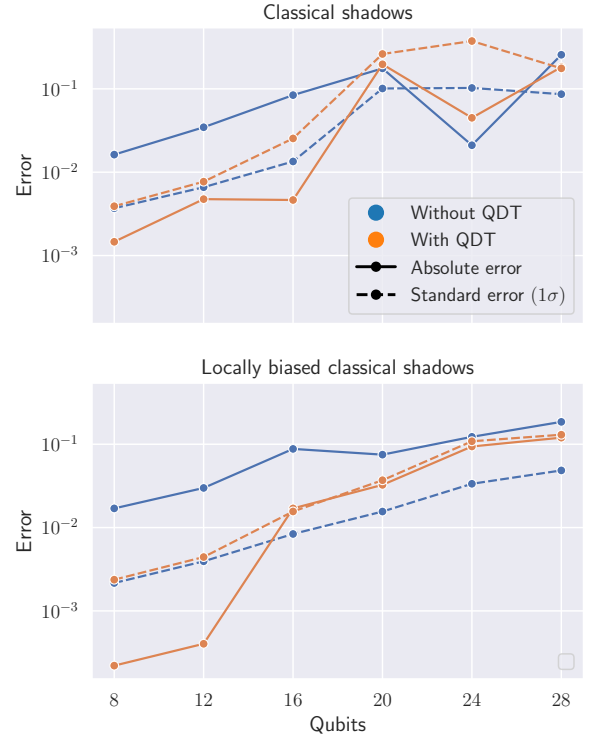 Classical shadows
Error
10⁻¹
10⁻²
10⁻³
Without QDT
With QDT
Absolute error
Standard error (1σ)
Locally biased classical shadows
Error
10⁻¹
10⁻²
10⁻³
8 12 16 20 24 28
Qubits